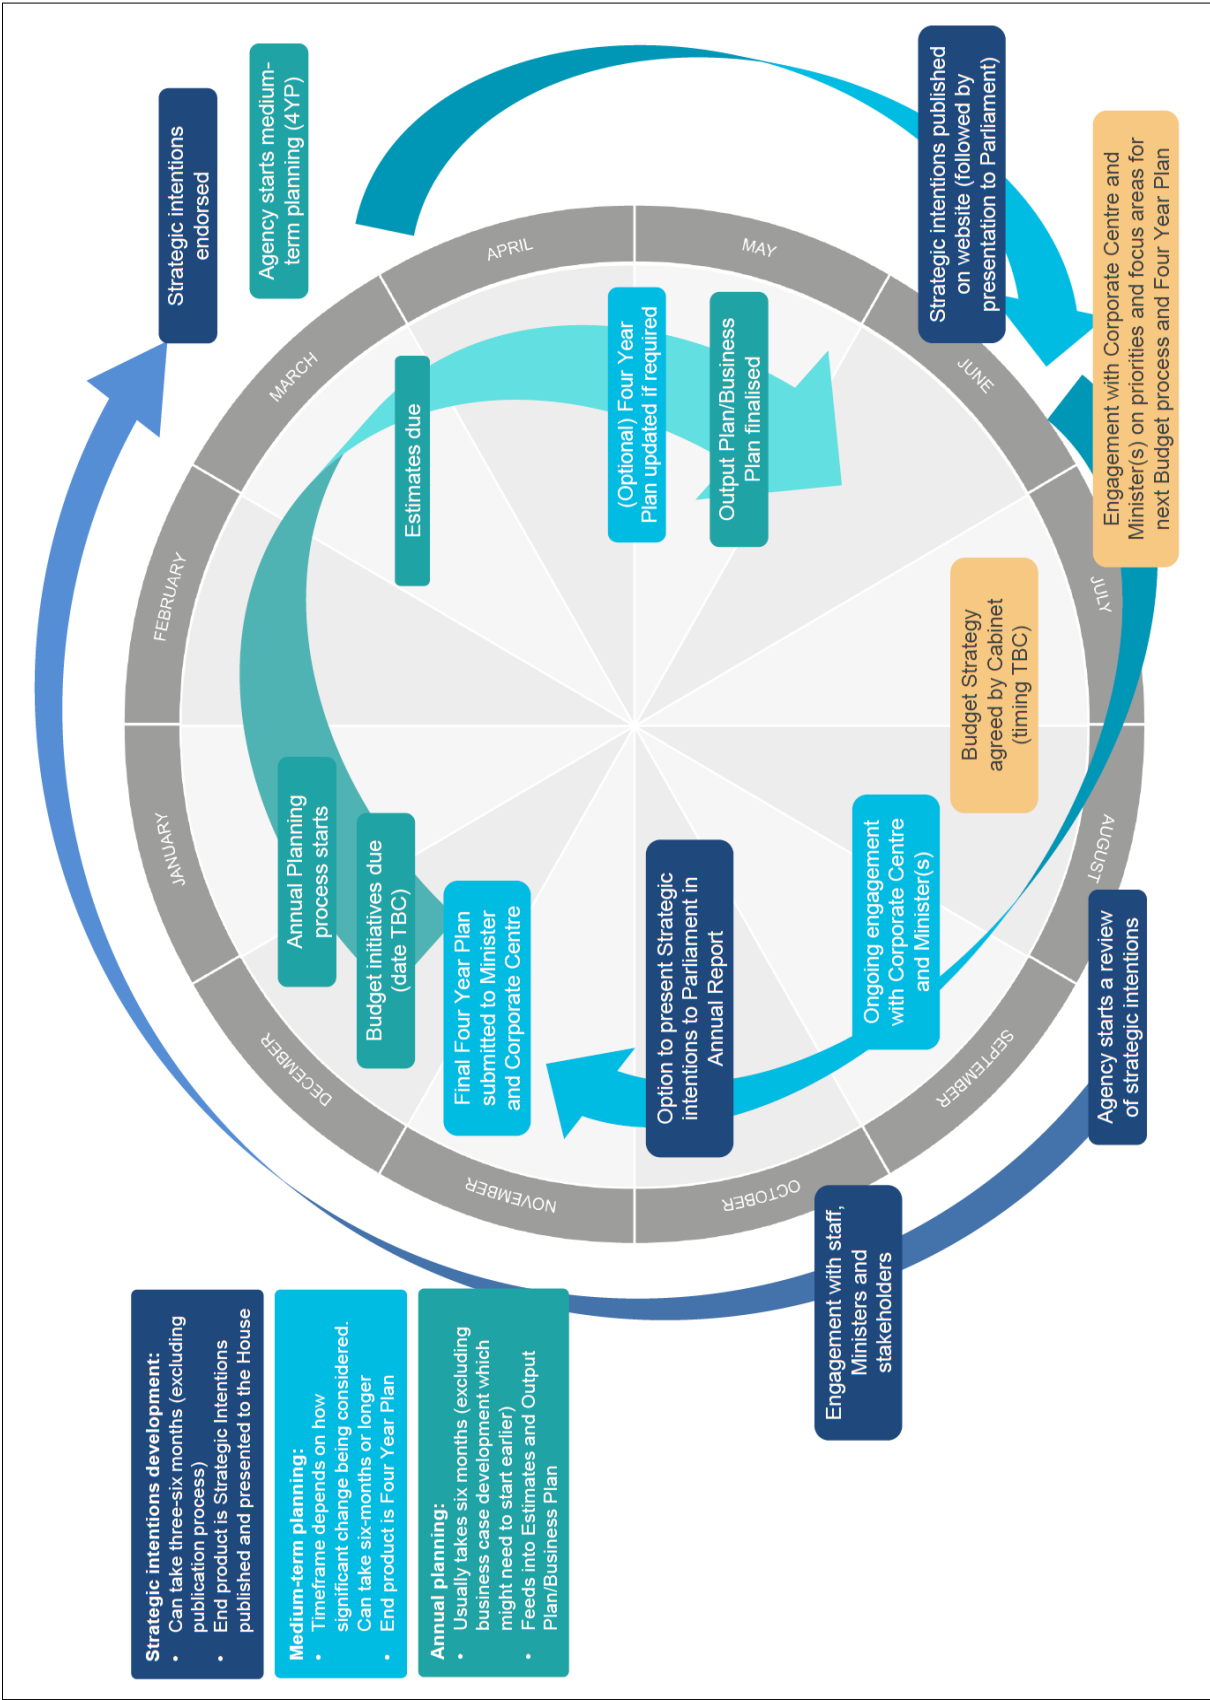 Strategic intentions development:
• Can take three-six months (excluding
publication process)
• End product is Strategic Intentions
published and presented to the House
Medium-term planning:
• Timeframe depends on how
significant change being considered.
Can take six-months or longer
• End product is Four Year Plan
Annual planning:
• Usually takes six months (excluding
business case development which
might need to start earlier)
• Feeds into Estimates and Output
Plan/Business Plan
Strategic intentions
endorsed
Agency starts medium-
term planning (4YP)
JANUARY
FEBRUARY
MARCH
APRIL
MAY
JUNE
JULY
AUGUST
SEPTEMBER
OCTOBER
NOVEMBER
DECEMBER
Annual Planning
process starts
Budget initiatives due
(date TBC)
Final Four Year Plan
submitted to Minister
and Corporate Centre
Estimates due
(Optional) Four Year
Plan updated if required
Output Plan/Business
Plan finalised
Option to present Strategic
intentions to Parliament in
Annual Report
Ongoing engagement
with Corporate Centre
and Minister(s)
Budget Strategy
agreed by Cabinet
(timing TBC)
Strategic intentions published
on website (followed by
presentation to Parliament)
Engagement with Corporate Centre and
Minister(s) on priorities and focus areas for
next Budget process and Four Year Plan
Engagement with staff,
Ministers and
stakeholders
Agency starts a review
of strategic intentions